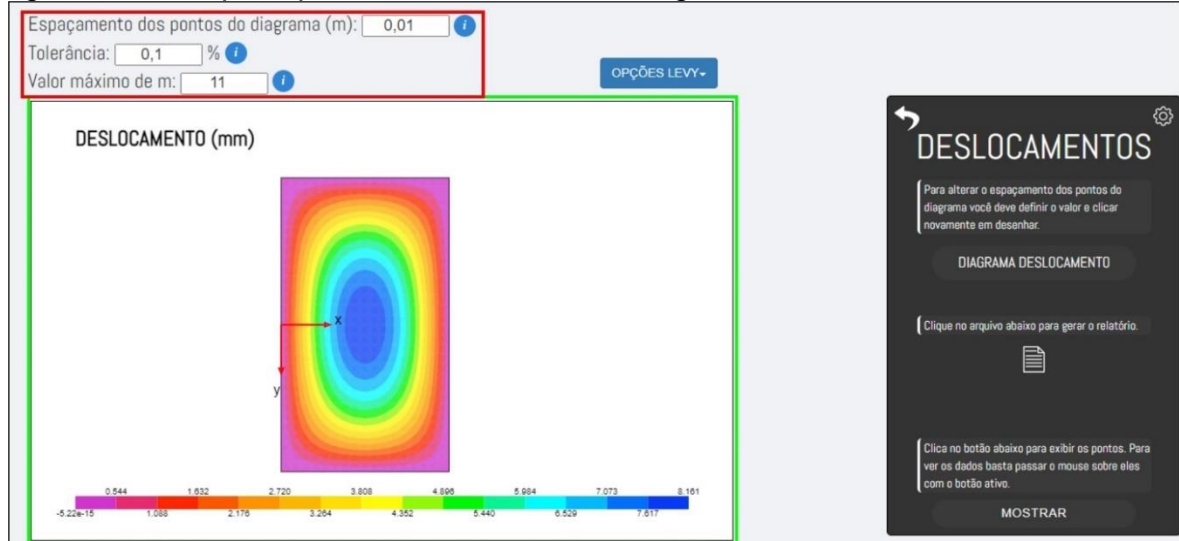 Espaçamento dos pontos do diagrama (m): 0,01 i
Tolerância: 0,1 % i
Valor máximo de m: 11 i
OPÇÕES LEVY
DESLOCAMENTO (mm)
x
y
0.544 1.632 2.720 3.808 4.896 5.984 7.073 8.161
-5.22e-15 1.088 2.176 3.264 4.352 5.440 6.529 7.617
DESLOCAMENTOS
Para alterar o espaçamento dos pontos do
diagrama você deve definir o valor e clicar
novamente em desenhar.
DIAGRAMA DESLOCAMENTO
Clique no arquivo abaixo para gerar o relatório.
Clica no botão abaixo para exibir os pontos. Para
ver os dados basta passar o mouse sobre eles
com o botão ativo.
MOSTRAR